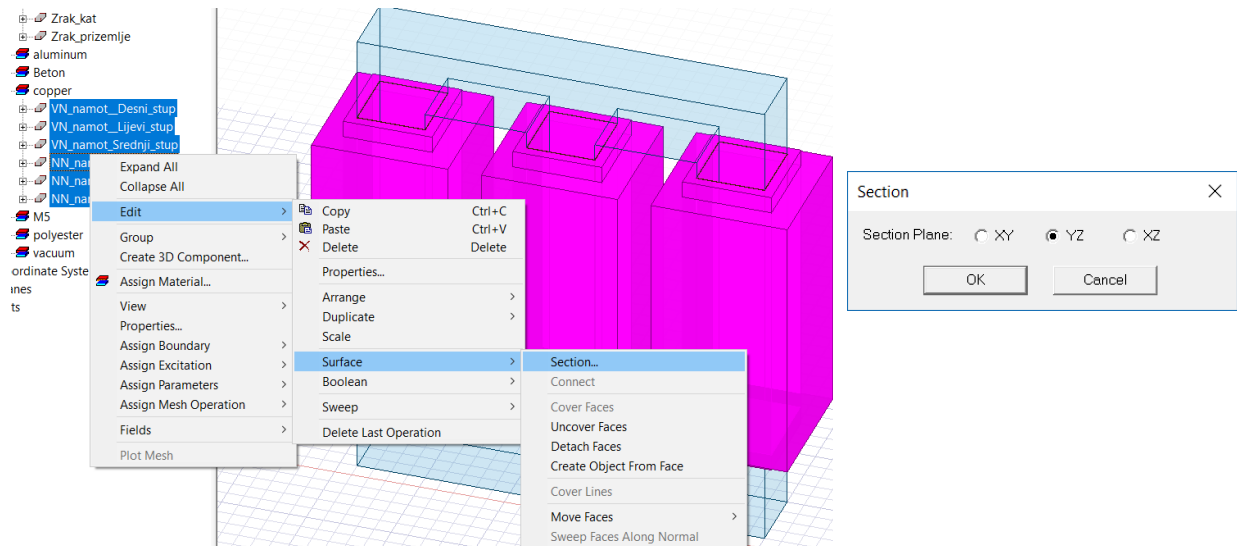 Zrak_kat
Zrak_prizemlje
aluminum
Beton
copper
VN_namot__Desni_stup
VN_namot__Lijevi_stup
VN_namot_Srednji_stup
NN_na
NN_na
NN_na
M5
polyester
vacuum
oordinate Syste
anes
ts
Expand All
Collapse All
Edit
Group
Create 3D Component...
Assign Material...
View
Properties...
Assign Boundary
Assign Excitation
Assign Parameters
Assign Mesh Operation
Fields
Plot Mesh
Copy Ctrl+C
Paste Ctrl+V
Delete Delete
Properties...
Arrange
Duplicate
Scale
Surface
Boolean
Sweep
Delete Last Operation
Section...
Connect
Cover Faces
Uncover Faces
Detach Faces
Create Object From Face
Cover Lines
Move Faces
Sweep Faces Along Normal
Section
Section Plane: XY YZ XZ
OK Cancel